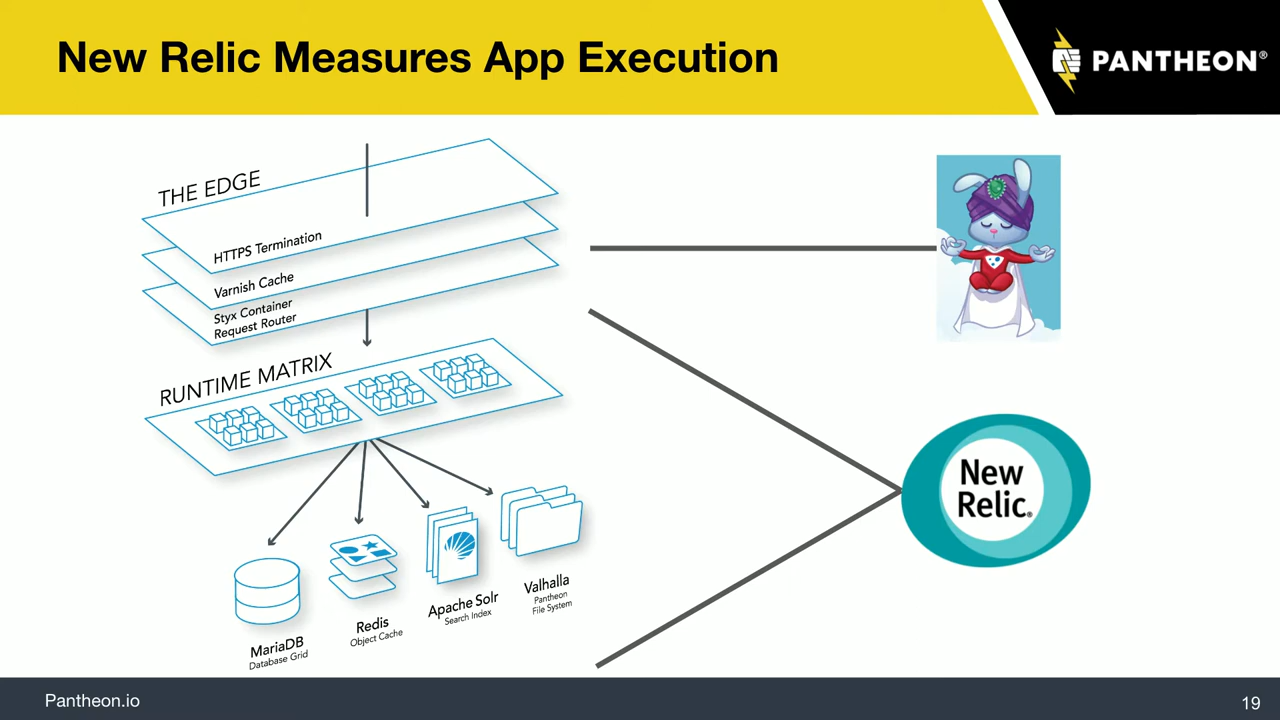 New Relic Measures App Execution
PANTHEON®
THE EDGE
HTTPS Termination
Varnish Cache
Styx Container
Request Router
RUNTIME MATRIX
MariaDB
Database Grid
Redis
Object Cache
Apache Solr
Search Index
Valhalla
Pantheon
File System
New
Relic®
Pantheon.io
19